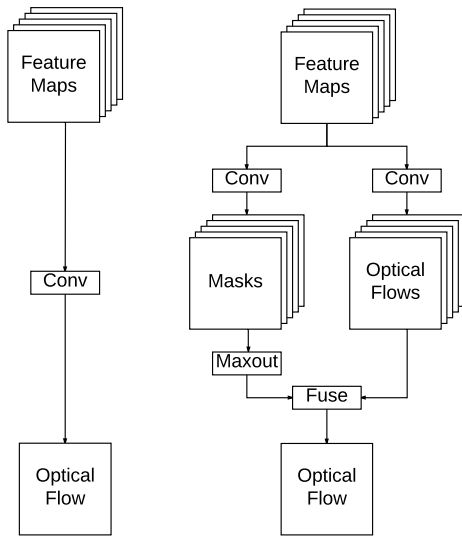 Feature
Maps
Conv
Optical
Flow
Feature
Maps
Conv
Conv
Masks
Optical
Flows
Maxout
Fuse
Optical
Flow